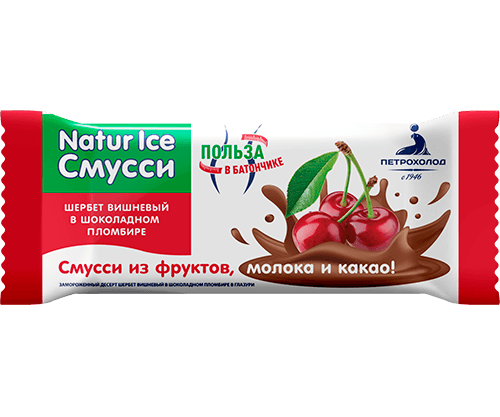 Natur Ice
Смусси
ШЕРБЕТ ВИШНЕВЫЙ
В ШОКОЛАДНОМ
ПЛОМБИРЕ
ПОЛЬЗА
В БАТОНЧИКЕ
ПЕТРОХОЛОД
с 1946
Смусси из фруктов, молока и какао!
ЗАМОРОЖЕННЫЙ ДЕСЕРТ ШЕРБЕТ ВИШНЕВЫЙ В ШОКОЛАДНОМ ПЛОМБИРЕ В ГЛАЗУРИ